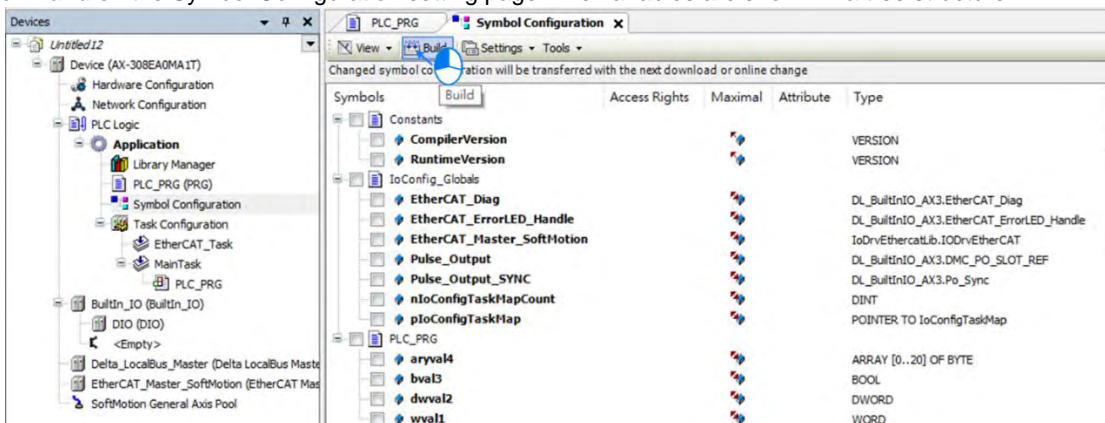 Devices
Untitled12
Device (AX-308EA0MA1T)
Hardware Configuration
Network Configuration
PLC Logic
Application
Library Manager
PLC_PRG (PRG)
Symbol Configuration
Task Configuration
EtherCAT_Task
MainTask
PLC_PRG
BuiltIn_IO (BuiltIn_IO)
DIO (DIO)
<Empty>
Delta_LocalBus_Master (Delta LocalBus Maste
EtherCAT_Master_SoftMotion (EtherCAT Mas
SoftMotion General Axis Pool
PLC_PRG Symbol Configuration
View Build Settings Tools
Changed symbol configuration will be transferred with the next download or online change
Build
Symbols Access Rights Maximal Attribute Type
Constants
CompilerVersion VERSION
RuntimeVersion VERSION
IoConfig_Globals
EtherCAT_Diag DL_BuiltInIO_AX3.EtherCAT_Diag
EtherCAT_ErrorLED_Handle DL_BuiltInIO_AX3.EtherCAT_ErrorLED_Handle
EtherCAT_Master_SoftMotion IoDrvEthercatLib.IODrvEtherCAT
Pulse_Output DL_BuiltInIO_AX3.DMC_PO_SLOT_REF
Pulse_Output_SYNC DL_BuiltInIO_AX3.Po_Sync
nIoConfigTaskMapCount DINT
pIoConfigTaskMap POINTER TO IoConfigTaskMap
PLC_PRG
aryval4 ARRAY [0..20] OF BYTE
bval3 BOOL
dwval2 DWORD
wval1 WORD